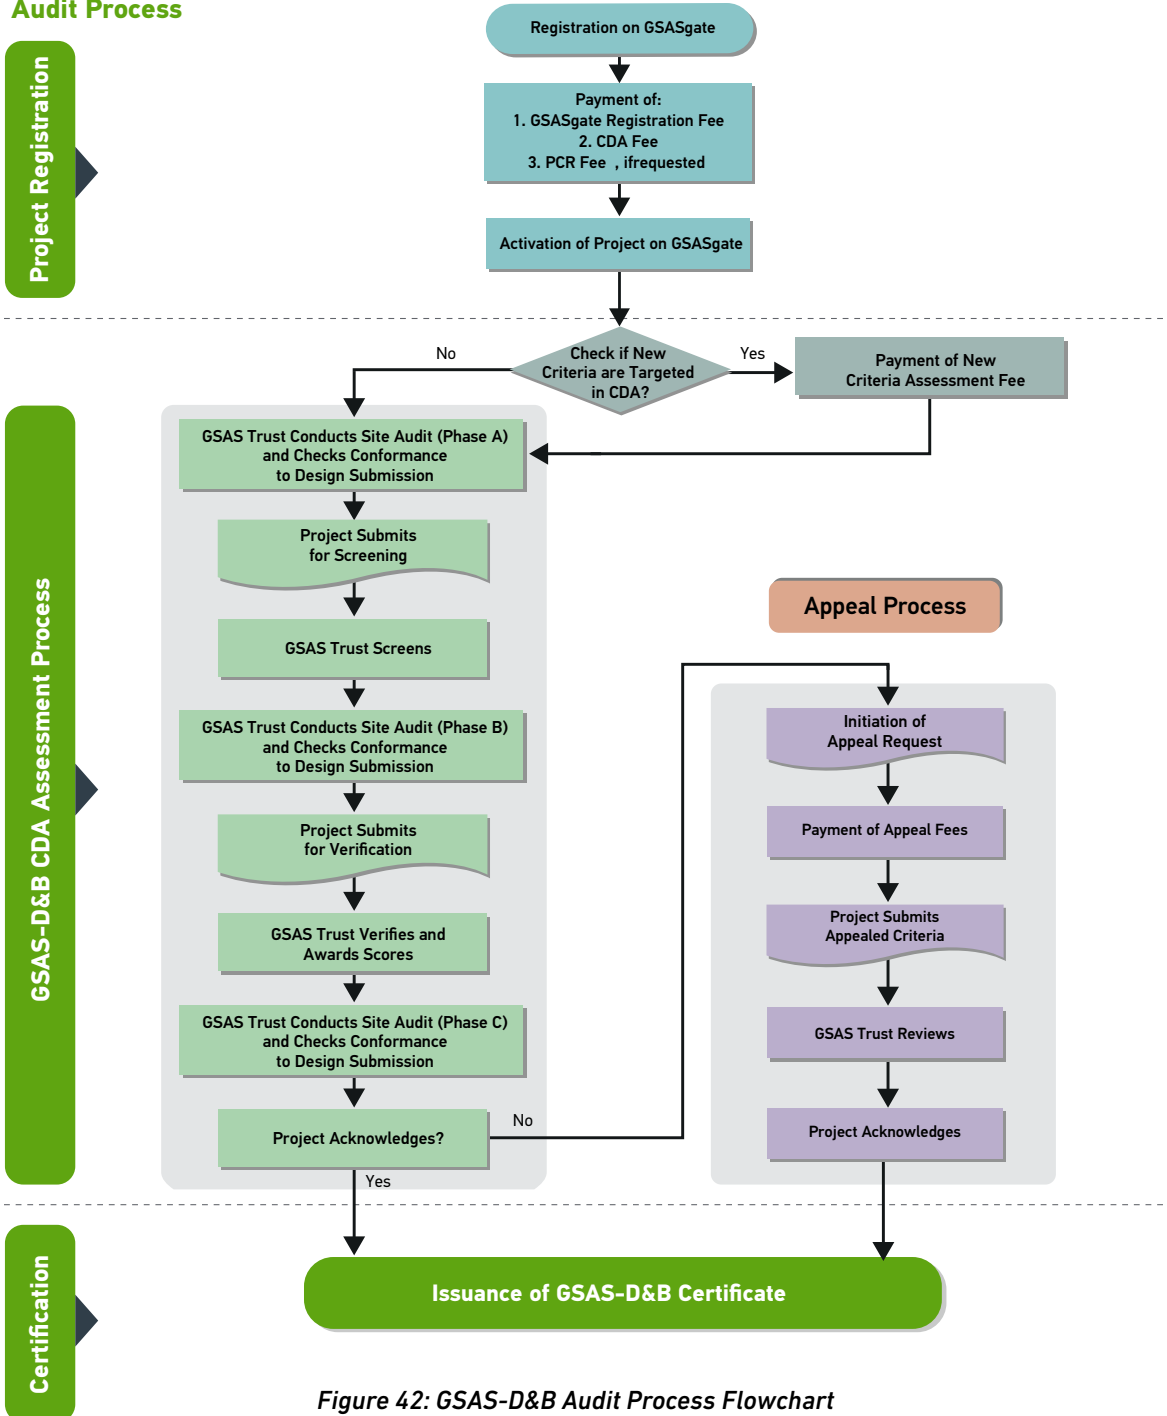 Audit Process
Project Registration
Registration on GSASgate
Payment of:
1. GSASgate Registration Fee
2. CDA Fee
3. PCR Fee , ifrequested
Activation of Project on GSASgate
GSAS-D&B CDA Assessment Process
Check if New
Criteria are Targeted
in CDA?
No
Yes
Payment of New
Criteria Assessment Fee
GSAS Trust Conducts Site Audit (Phase A)
and Checks Conformance
to Design Submission
Project Submits
for Screening
GSAS Trust Screens
GSAS Trust Conducts Site Audit (Phase B)
and Checks Conformance
to Design Submission
Project Submits
for Verification
GSAS Trust Verifies and
Awards Scores
GSAS Trust Conducts Site Audit (Phase C)
and Checks Conformance
to Design Submission
Project Acknowledges?
No
Yes
Appeal Process
Initiation of
Appeal Request
Payment of Appeal Fees
Project Submits
Appealed Criteria
GSAS Trust Reviews
Project Acknowledges
Certification
Issuance of GSAS-D&B Certificate
Figure 42: GSAS-D&B Audit Process Flowchart